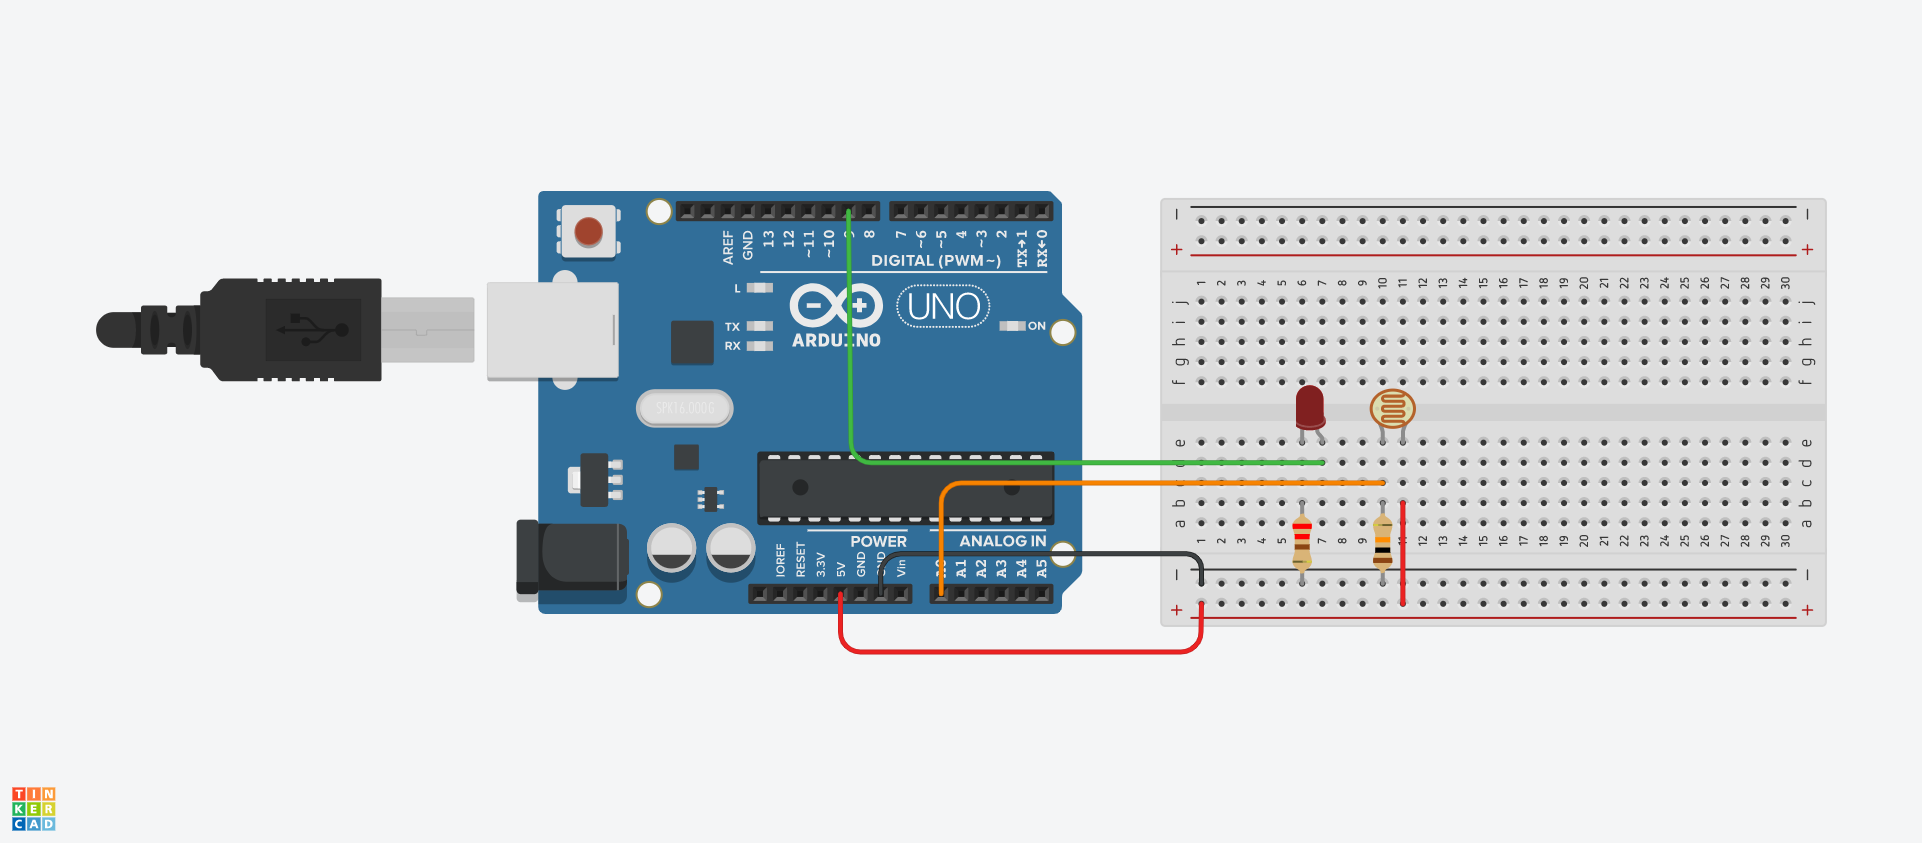 AREF
GND
13
12
~11
~10
9
8
7
~6
~5
4
~3
2
TX→1
RX←0
DIGITAL (PWM~)
L
TX
RX
ON
UNO
ARDUINO
SPK16.000G
IOREF
RESET
3.3V
5V
GND
GND
Vin
POWER
ANALOG IN
A0
A1
A2
A3
A4
A5
− −
+ +
1 2 3 4 5 6 7 8 9 10 11 12 13 14 15 16 17 18 19 20 21 22 23 24 25 26 27 28 29 30
j j
i i
h h
g g
f f
e e
d d
c c
b b
a a
1 2 3 4 5 6 7 8 9 10 11 12 13 14 15 16 17 18 19 20 21 22 23 24 25 26 27 28 29 30
− −
+ +
TIN
KER
CAD